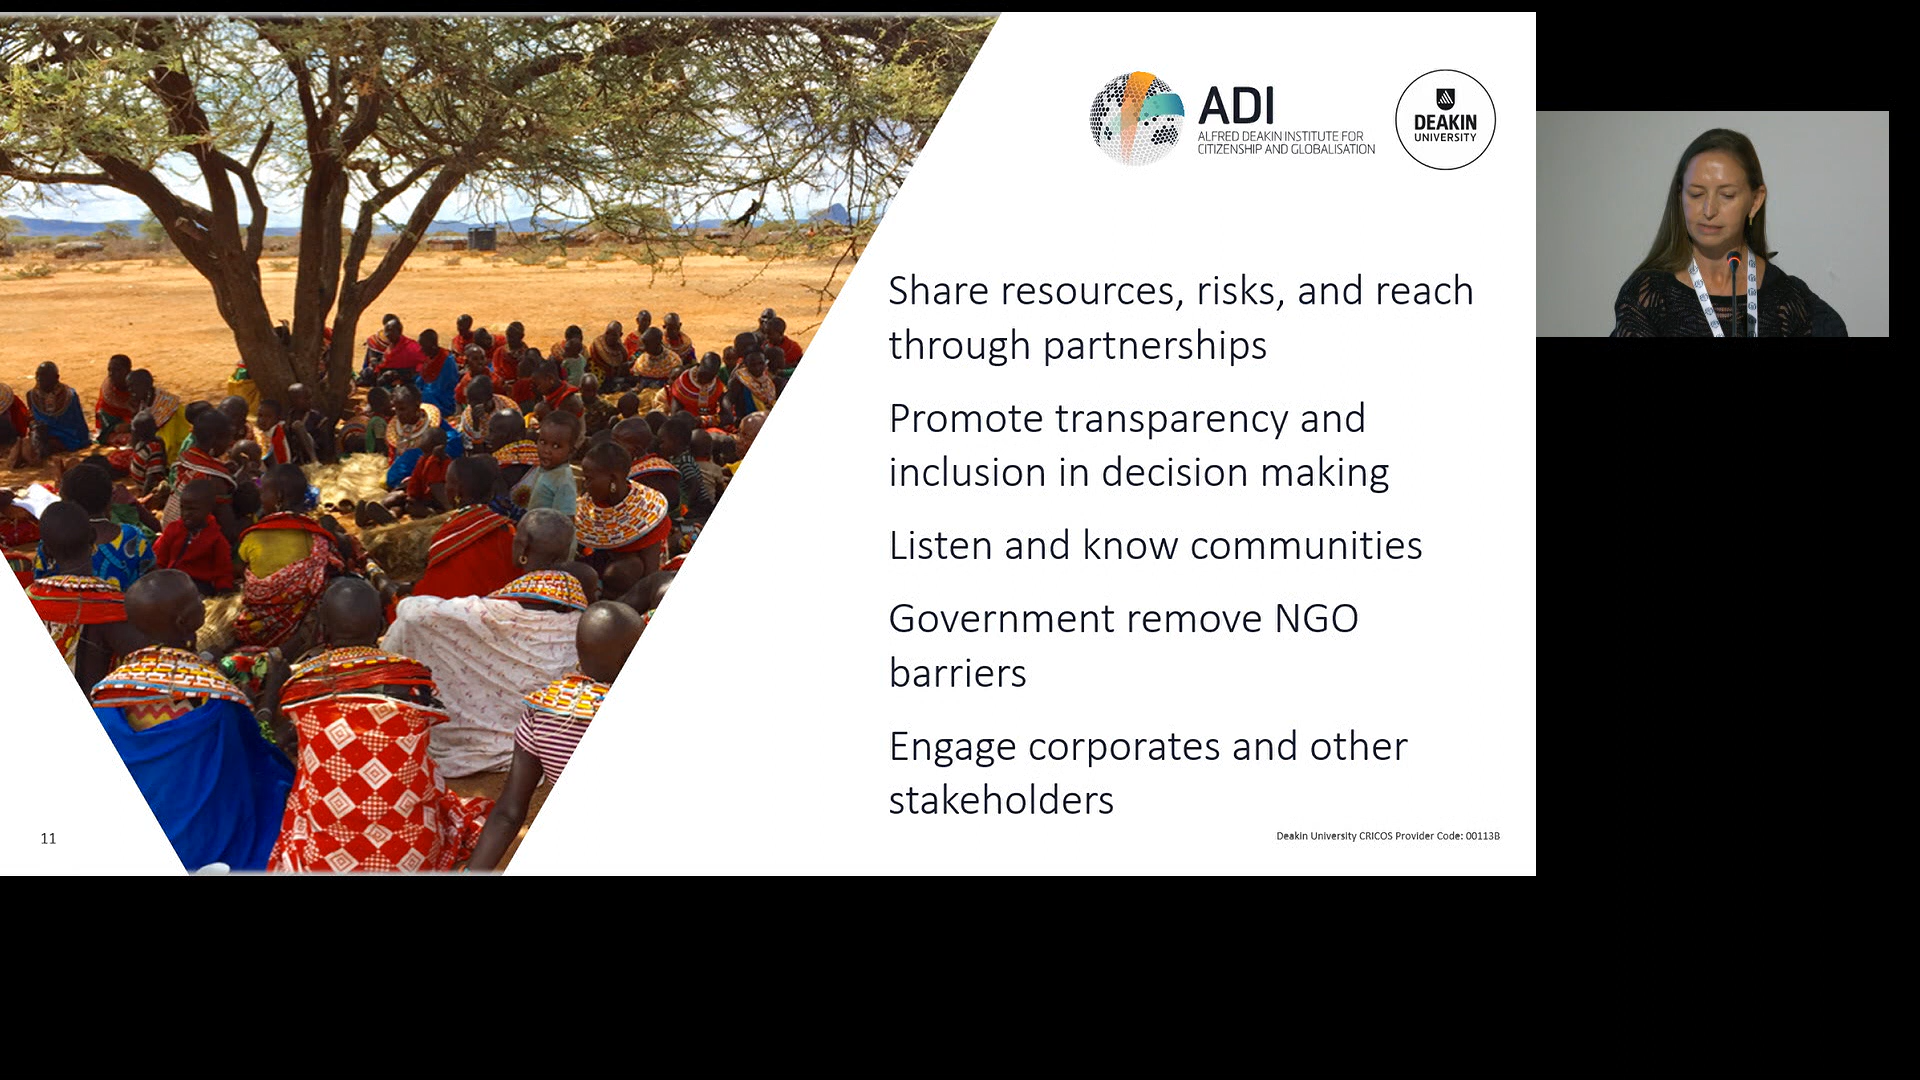 ADI
ALFRED DEAKIN INSTITUTE FOR
CITIZENSHIP AND GLOBALISATION
DEAKIN
UNIVERSITY
Share resources, risks, and reach
through partnerships
Promote transparency and
inclusion in decision making
Listen and know communities
Government remove NGO
barriers
Engage corporates and other
stakeholders
11
Deakin University CRICOS Provider Code: 00113B